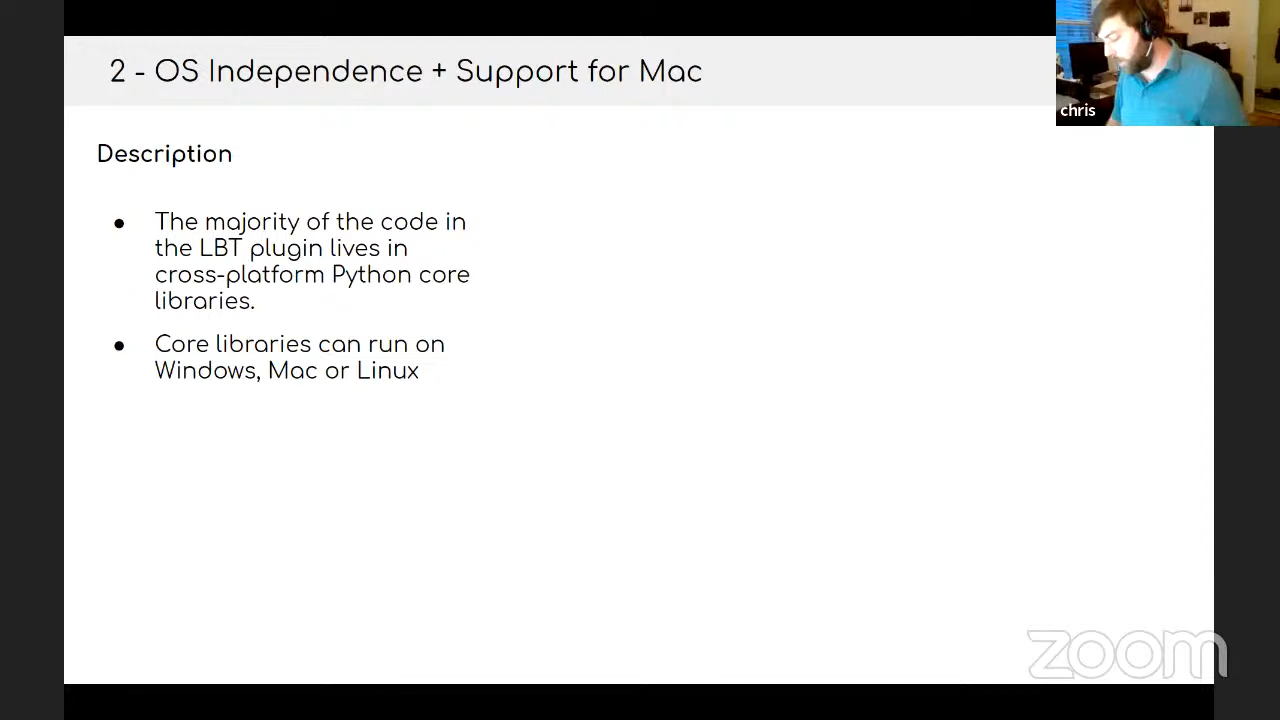 2 - OS Independence + Support for Mac
chris
Description
● The majority of the code in
the LBT plugin lives in
cross-platform Python core
libraries.
● Core libraries can run on
Windows, Mac or Linux
zoom